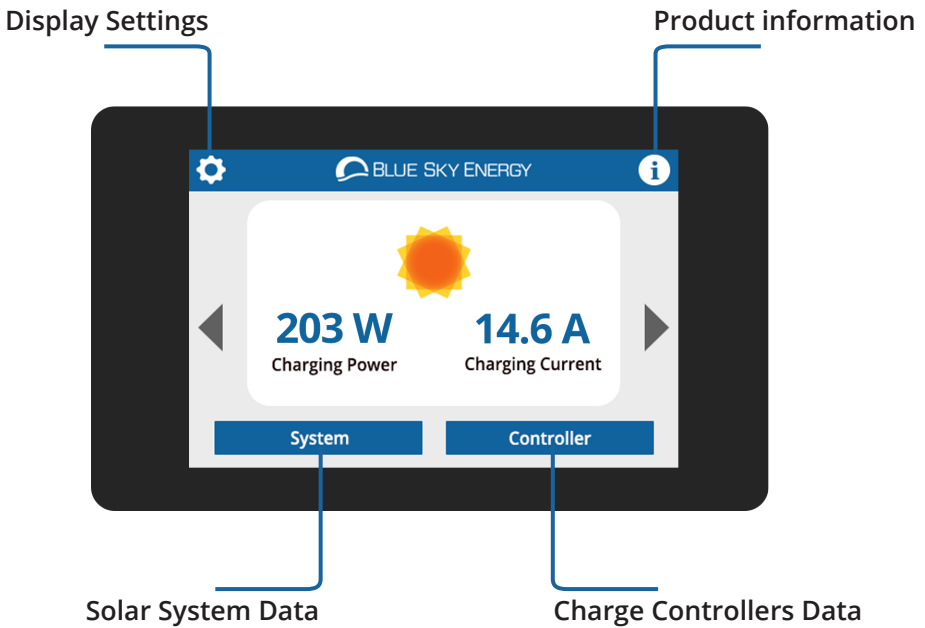 Display Settings
Product information
BLUE SKY ENERGY
i
203 W
14.6 A
Charging Power
Charging Current
System
Controller
Solar System Data
Charge Controllers Data